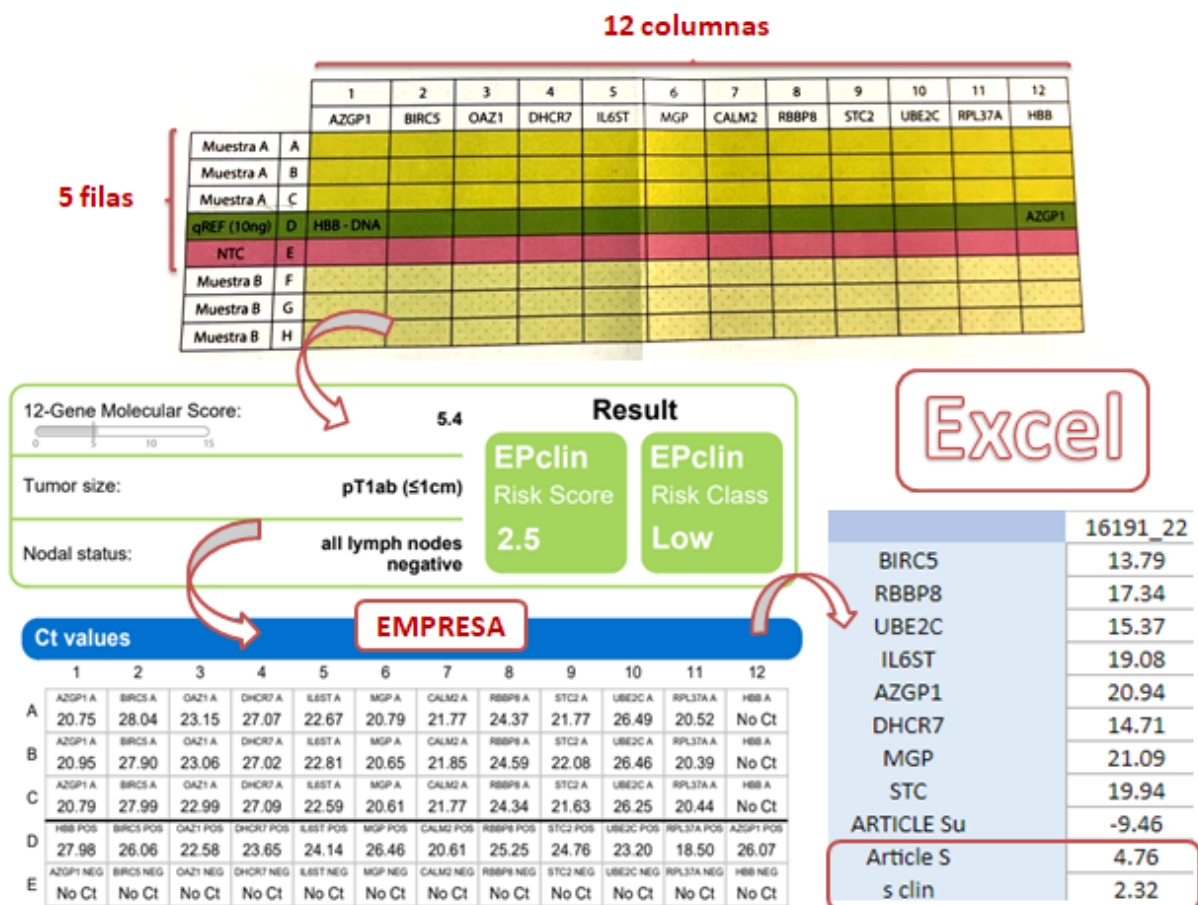 12 columnas
1 2 3 4 5 6 7 8 9 10 11 12
AZGP1 BIRC5 OAZ1 DHCR7 IL6ST MGP CALM2 RBBP8 STC2 UBE2C RPL37A HBB
Muestra A A
Muestra A B
Muestra A C
5 filas
qREF (10ng) D HBB - DNA AZGP1
NTC E
Muestra B F
Muestra B G
Muestra B H
12-Gene Molecular Score: 5.4
0 5 10 15
Tumor size: pT1ab (≤1cm)
Nodal status: all lymph nodes
negative
Result
EPclin
Risk Score
2.5
EPclin
Risk Class
Low
Excel
Ct values
EMPRESA
1 2 3 4 5 6 7 8 9 10 11 12
AZGP1 A BIRC5 A OAZ1 A DHCR7 A IL6ST A MGP A CALM2 A RBBP8 A STC2 A UBE2C A RPL37A A HBB A
A 20.75 28.04 23.15 27.07 22.67 20.79 21.77 24.37 21.77 26.49 20.52 No Ct
AZGP1 A BIRC5 A OAZ1 A DHCR7 A IL6ST A MGP A CALM2 A RBBP8 A STC2 A UBE2C A RPL37A A HBB A
B 20.95 27.90 23.06 27.02 22.81 20.65 21.85 24.59 22.08 26.46 20.39 No Ct
AZGP1 A BIRC5 A OAZ1 A DHCR7 A IL6ST A MGP A CALM2 A RBBP8 A STC2 A UBE2C A RPL37A A HBB A
C 20.79 27.99 22.99 27.09 22.59 20.61 21.77 24.34 21.63 26.25 20.44 No Ct
HBB POS BIRC5 POS OAZ1 POS DHCR7 POS IL6ST POS MGP POS CALM2 POS RBBP8 POS STC2 POS UBE2C POS RPL37A POS AZGP1 POS
D 27.98 26.06 22.58 23.65 24.14 26.46 20.61 25.25 24.76 23.20 18.50 26.07
AZGP1 NEG BIRC5 NEG OAZ1 NEG DHCR7 NEG IL6ST NEG MGP NEG CALM2 NEG RBBP8 NEG STC2 NEG UBE2C NEG RPL37A NEG HBB NEG
E No Ct No Ct No Ct No Ct No Ct No Ct No Ct No Ct No Ct No Ct No Ct No Ct
16191_22
BIRC5 13.79
RBBP8 17.34
UBE2C 15.37
IL6ST 19.08
AZGP1 20.94
DHCR7 14.71
MGP 21.09
STC 19.94
ARTICLE Su -9.46
Article S 4.76
s clin 2.32